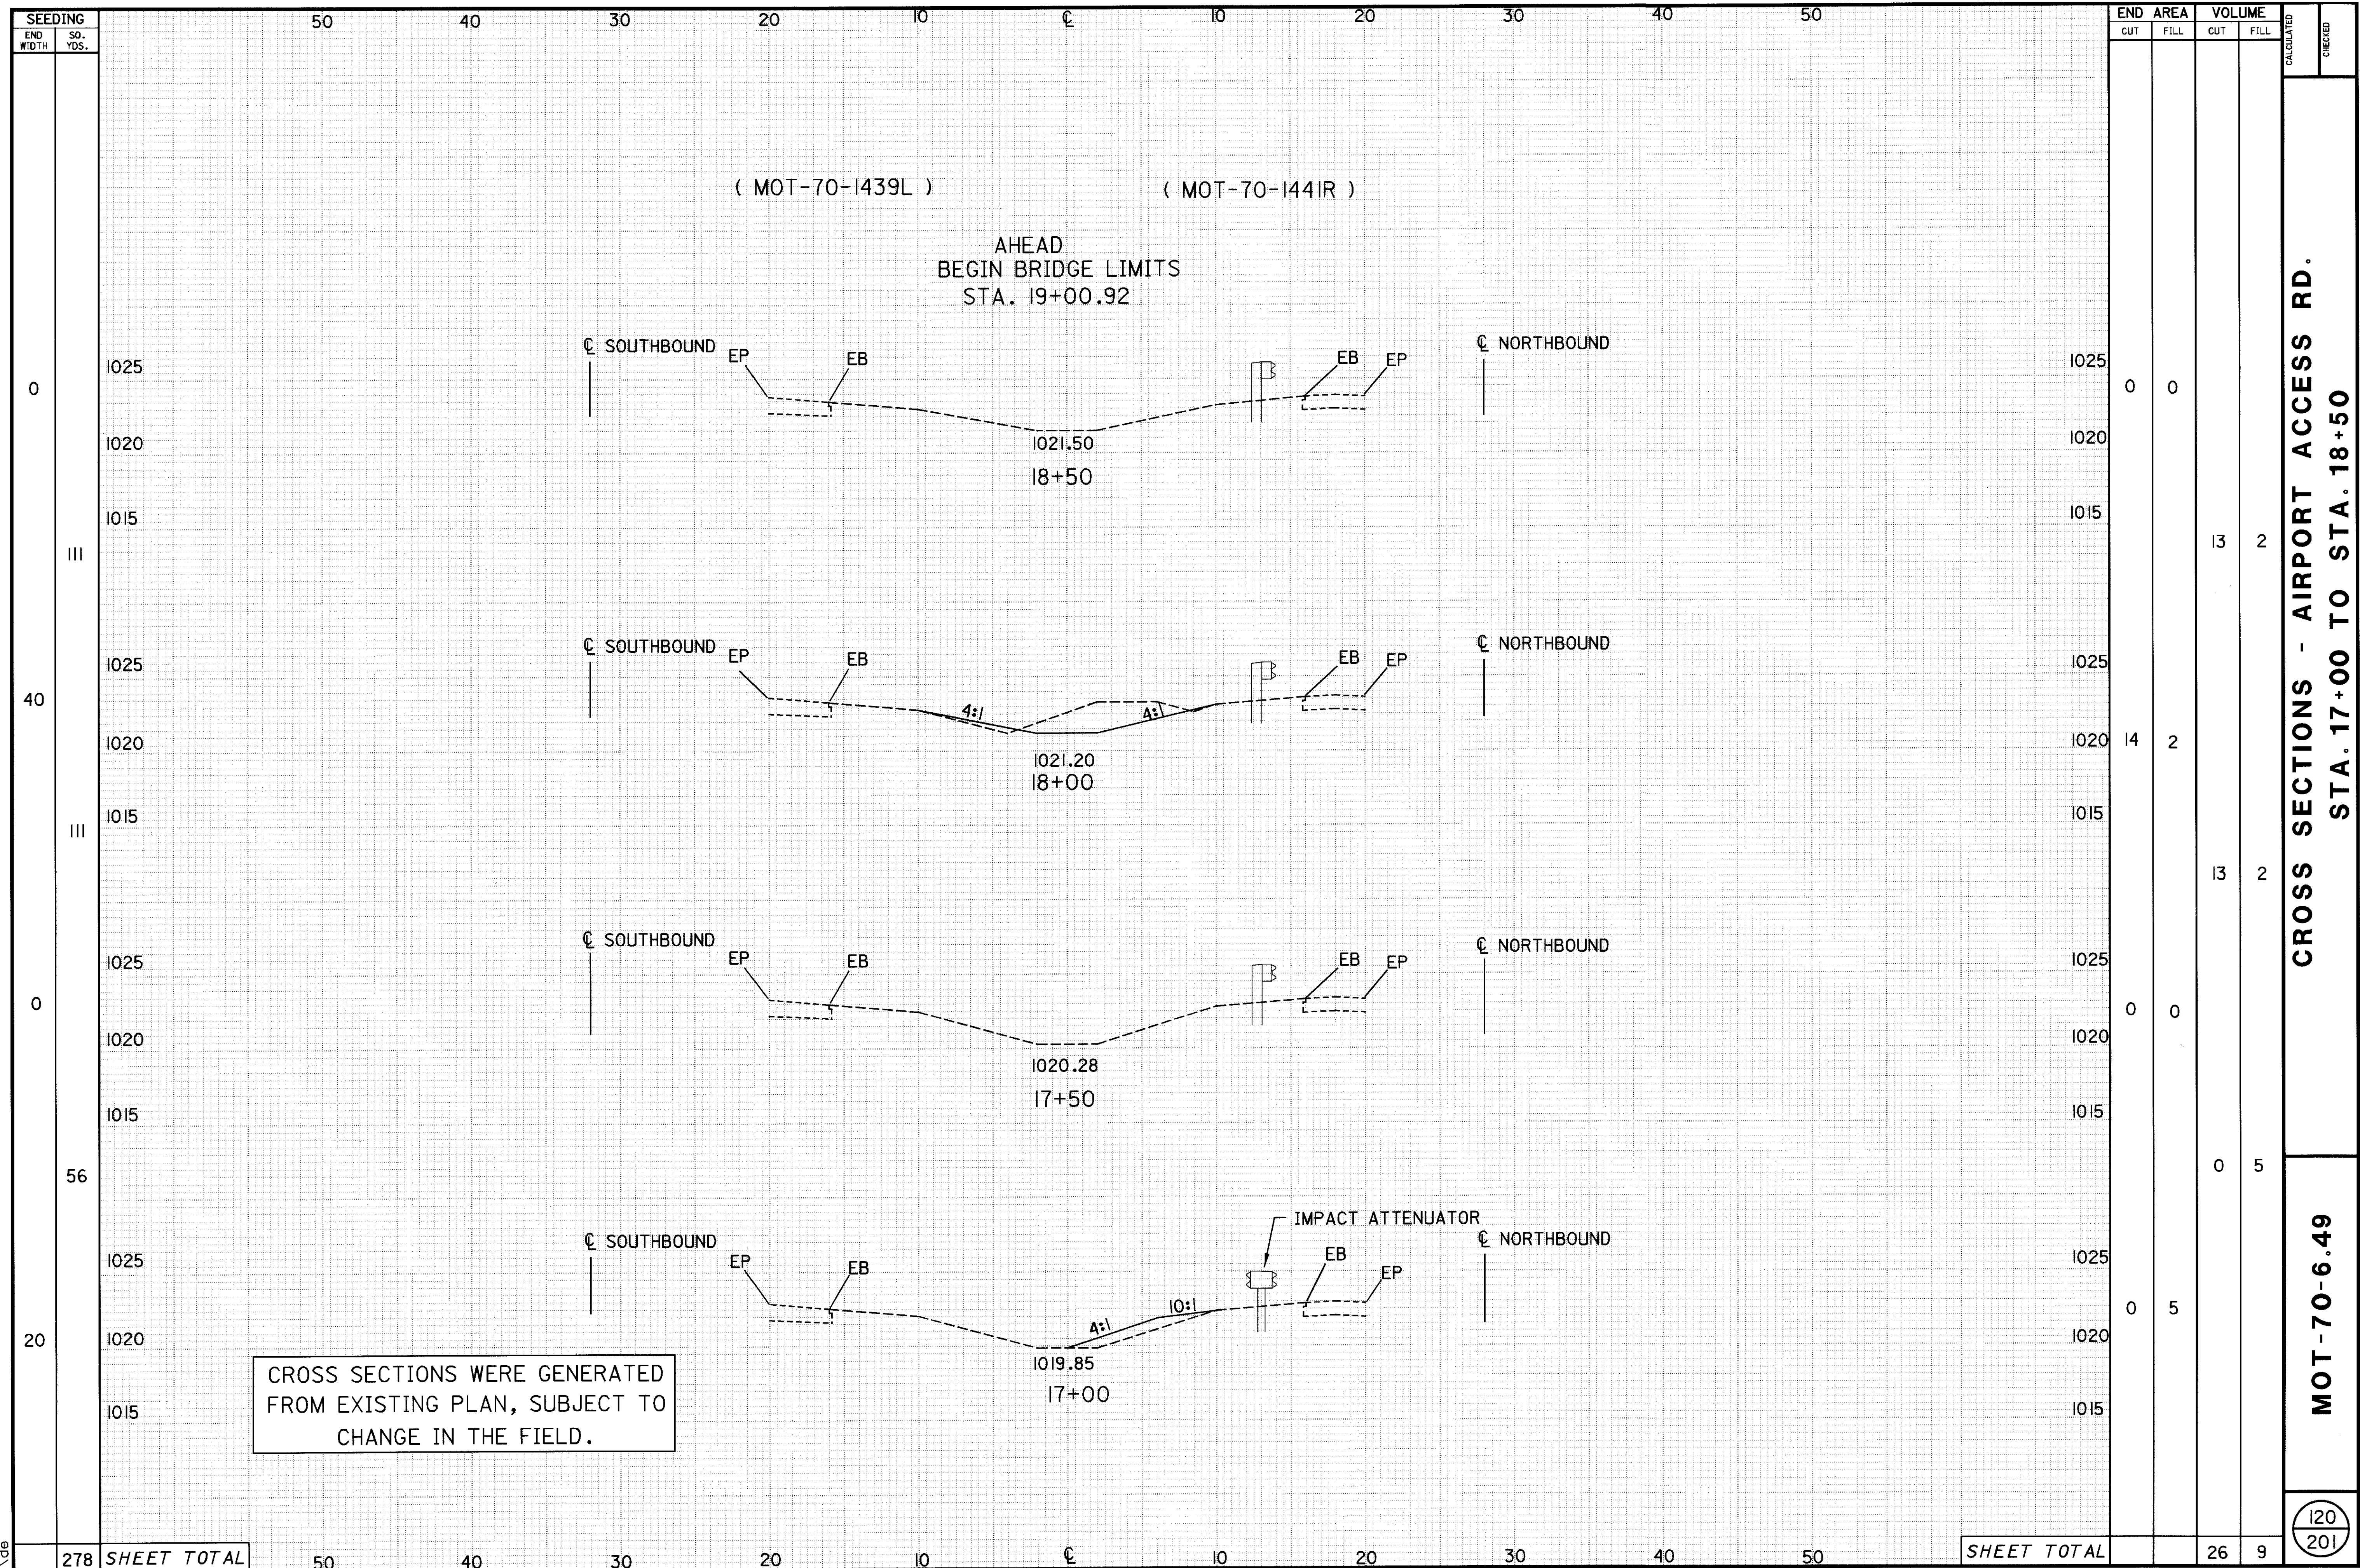 SEEDING
END WIDTH SQ. YDS.
50 40 30 20 10 ℄ 10 20 30 40 50
END AREA VOLUME
CUT FILL CUT FILL
CALCULATED
CHECKED
( MOT-70-1439L ) ( MOT-70-1441R )
AHEAD
BEGIN BRIDGE LIMITS
STA. 19+00.92
℄ SOUTHBOUND EP EB EB EP ℄ NORTHBOUND
1025 1025
0 0 0
1020 1020
1021.50
18+50
1015 1015
111 13 2
℄ SOUTHBOUND EP EB EB EP ℄ NORTHBOUND
1025 1025
40 4:1 4:1
1020 1020 14 2
1021.20
18+00
1015 1015
111 13 2
℄ SOUTHBOUND EP EB EB EP ℄ NORTHBOUND
1025 1025
0 0 0
1020 1020
1020.28
17+50
1015 1015
56 0 5
IMPACT ATTENUATOR
℄ SOUTHBOUND EP EB EB EP ℄ NORTHBOUND
1025 1025
4:1 10:1 0 5
20 1020 1020
1019.85
17+00
1015 1015
CROSS SECTIONS WERE GENERATED
FROM EXISTING PLAN, SUBJECT TO
CHANGE IN THE FIELD.
278 SHEET TOTAL
50 40 30 20 10 ℄ 10 20 30 40 50
SHEET TOTAL 26 9
CROSS SECTIONS - AIRPORT ACCESS RD.
STA. 17+00 TO STA. 18+50
MOT-70-6.49
120
201